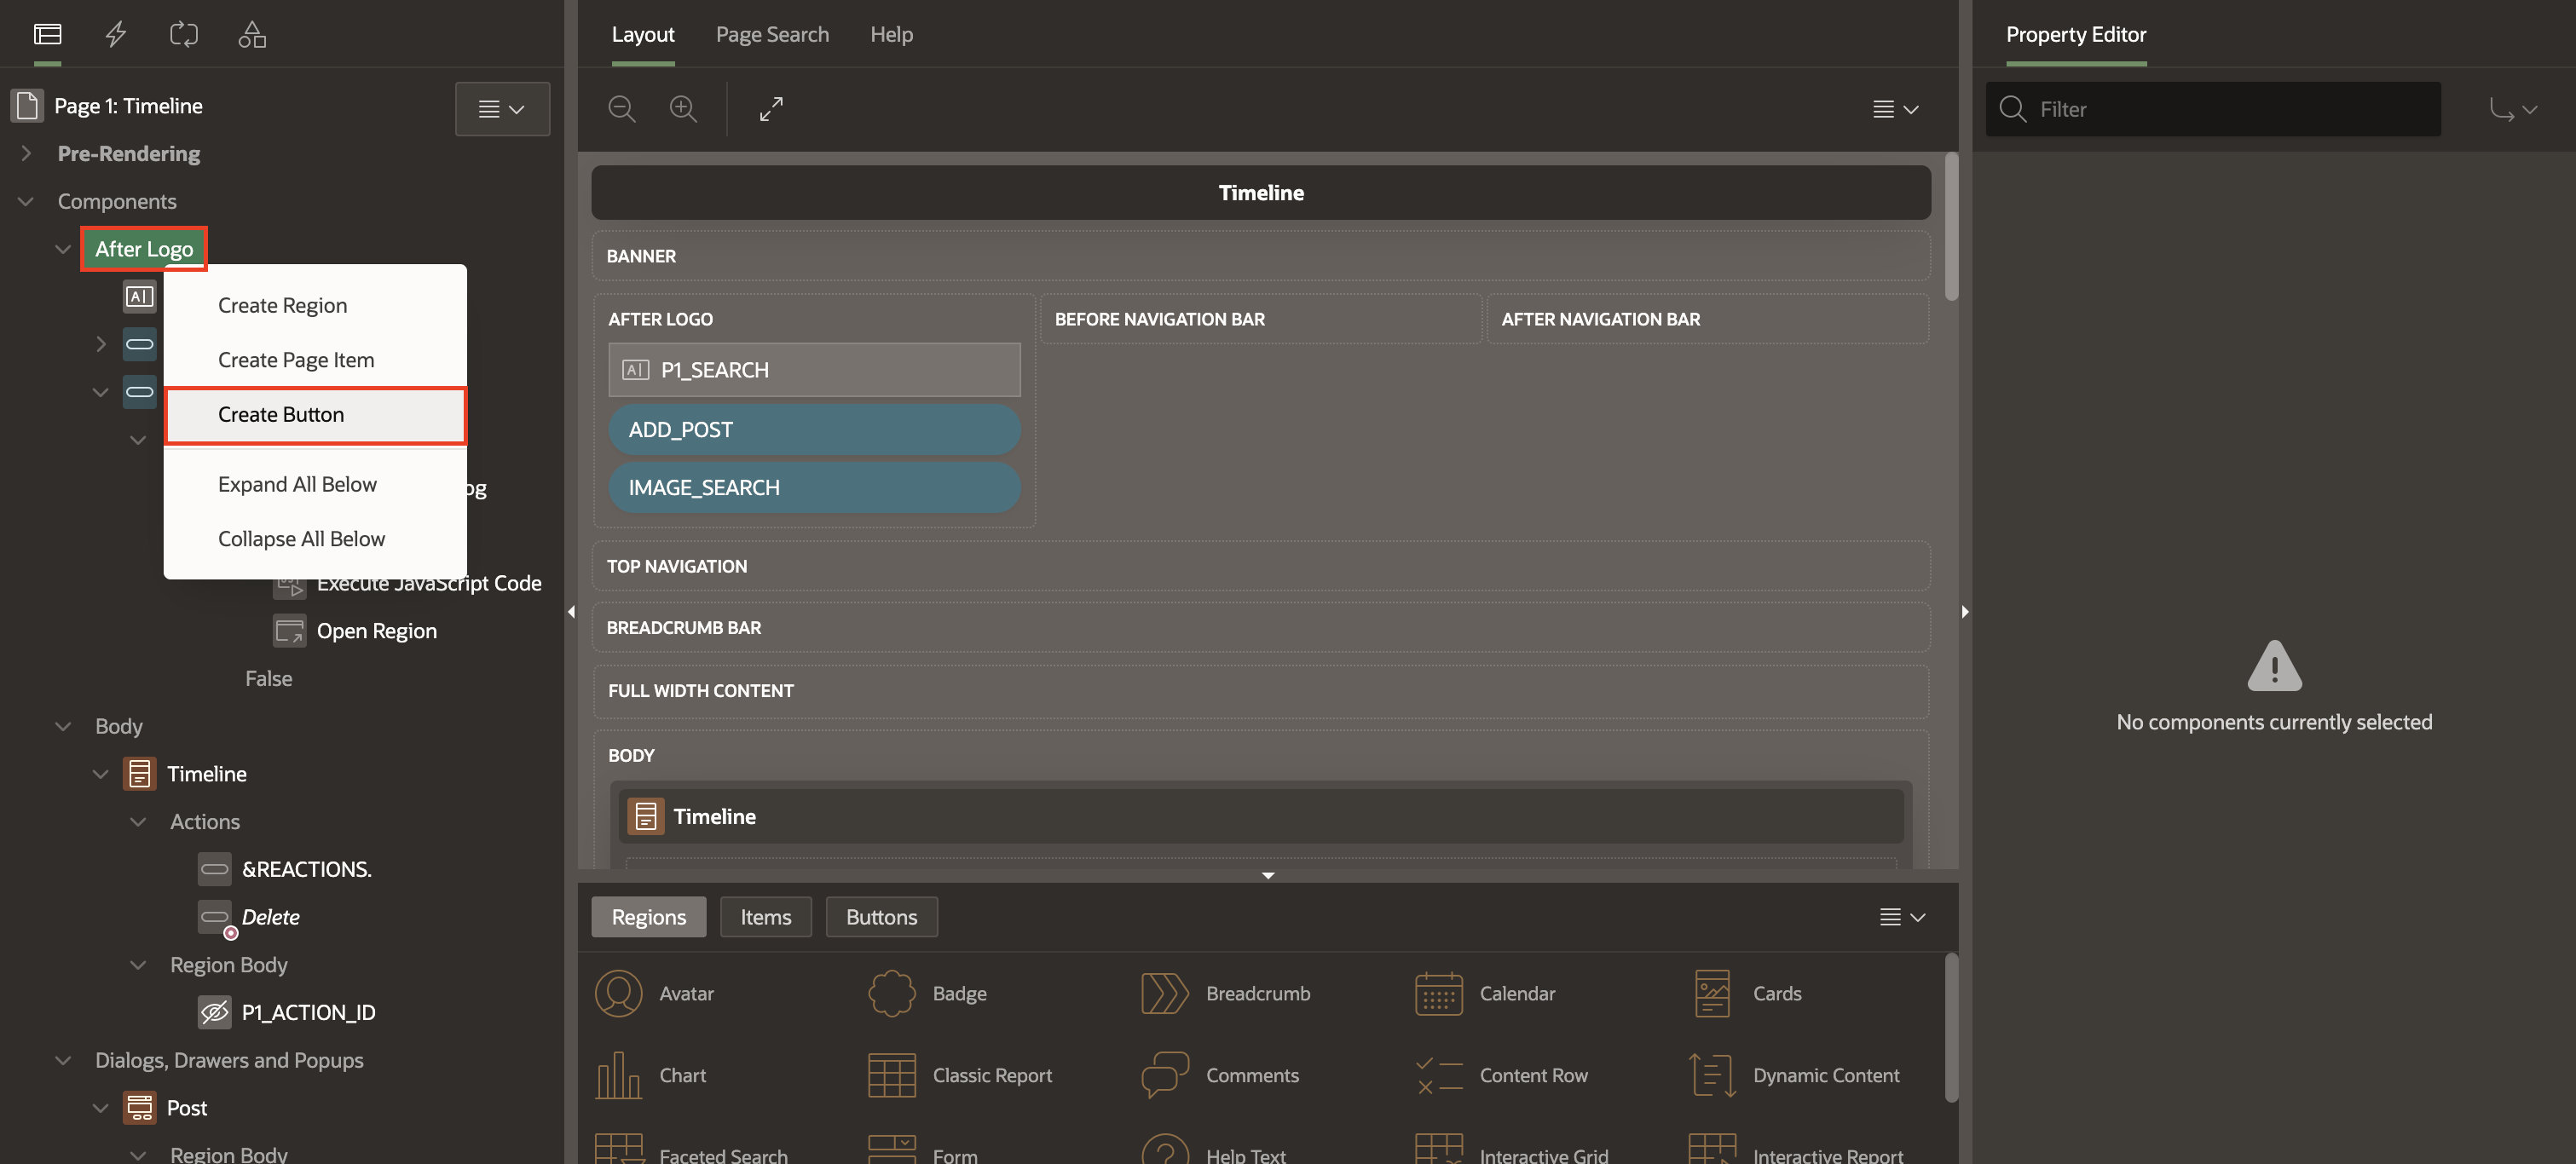 Page 1: Timeline
Pre-Rendering
Components
After Logo
Create Region
Create Page Item
Create Button
Expand All Below
Collapse All Below
og
Execute JavaScript Code
Open Region
False
Body
Timeline
Actions
&REACTIONS.
Delete
Region Body
P1_ACTION_ID
Dialogs, Drawers and Popups
Post
Region Body
Layout
Page Search
Help
Timeline
BANNER
AFTER LOGO
BEFORE NAVIGATION BAR
AFTER NAVIGATION BAR
P1_SEARCH
ADD_POST
IMAGE_SEARCH
TOP NAVIGATION
BREADCRUMB BAR
FULL WIDTH CONTENT
BODY
Timeline
Regions
Items
Buttons
Avatar
Badge
Breadcrumb
Calendar
Cards
Chart
Classic Report
Comments
Content Row
Dynamic Content
Faceted Search
Form
Help Text
Interactive Grid
Interactive Report
Property Editor
Filter
No components currently selected